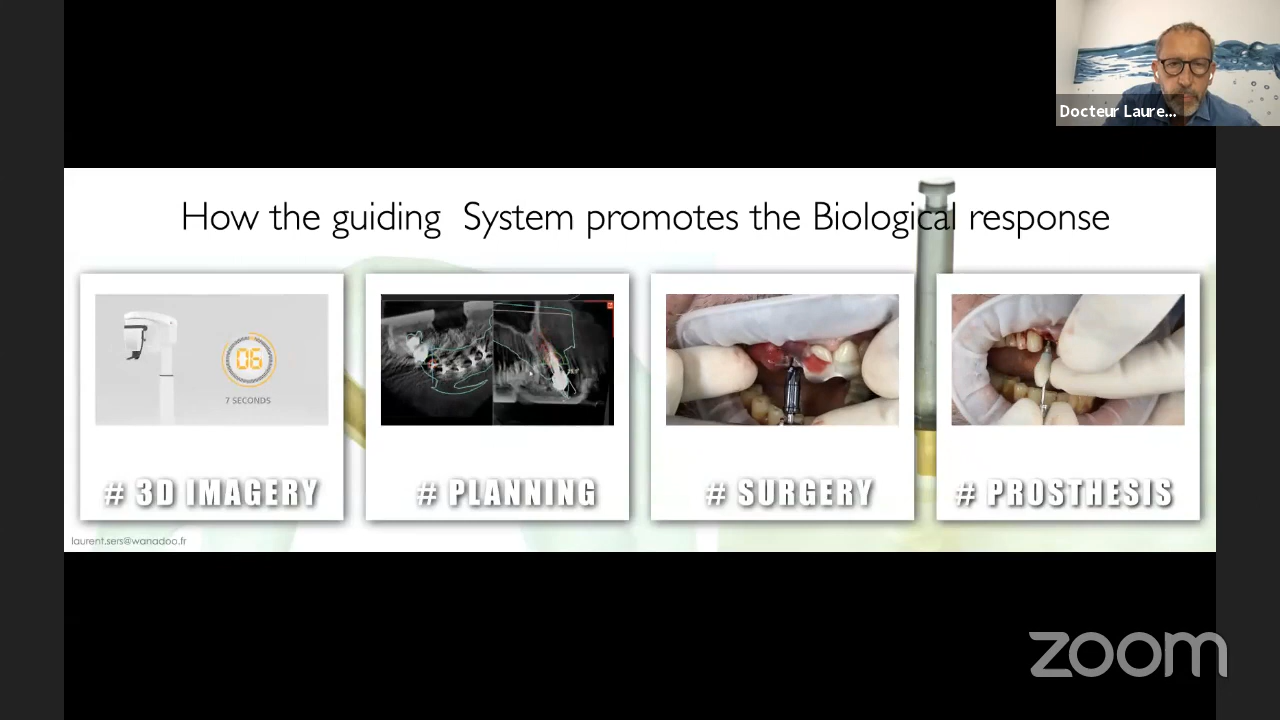 Docteur Laure...
How the guiding System promotes the Biological response
06
7 SECONDS
# 3D IMAGERY
# PLANNING
# SURGERY
# PROSTHESIS
laurent.sers@wanadoo.fr
zoom